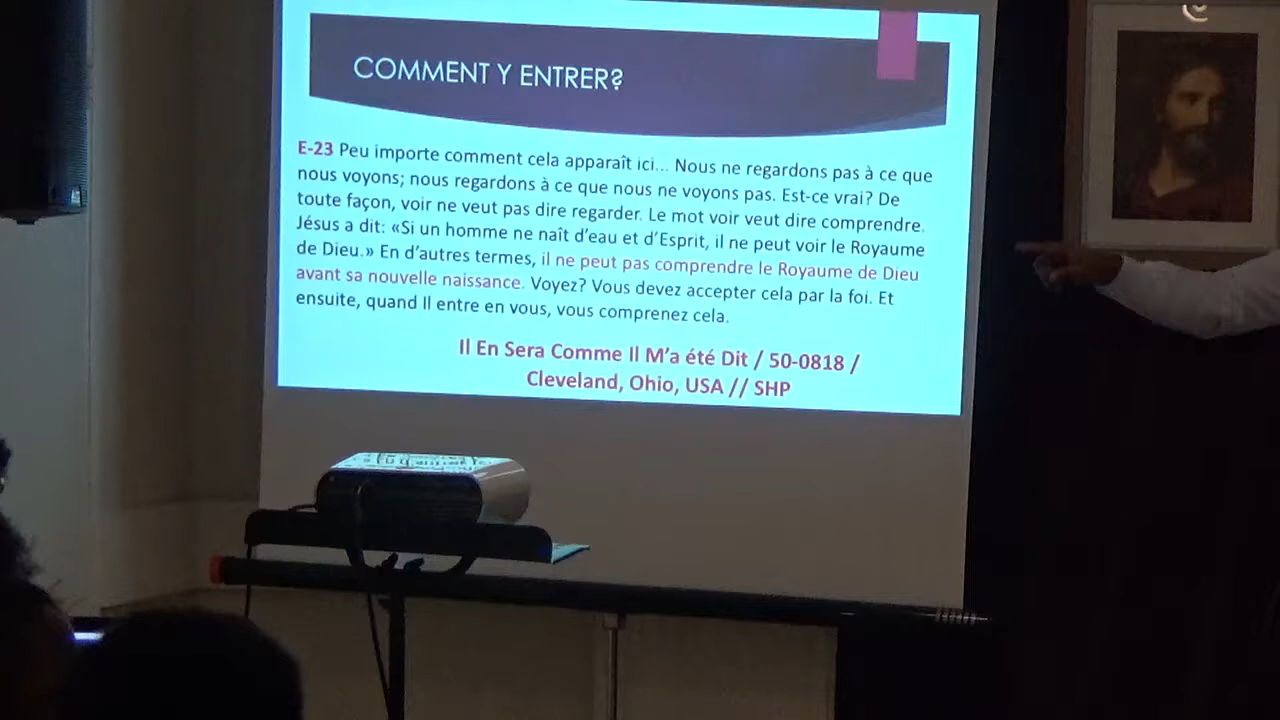 COMMENT Y ENTRER?
E-23 Peu importe comment cela apparaît ici... Nous ne regardons pas à ce que
nous voyons; nous regardons à ce que nous ne voyons pas. Est-ce vrai? De
toute façon, voir ne veut pas dire regarder. Le mot voir veut dire comprendre.
Jésus a dit: «Si un homme ne naît d’eau et d’Esprit, il ne peut voir le Royaume
de Dieu.» En d’autres termes, il ne peut pas comprendre le Royaume de Dieu
avant sa nouvelle naissance. Voyez? Vous devez accepter cela par la foi. Et
ensuite, quand Il entre en vous, vous comprenez cela.
Il En Sera Comme Il M’a été Dit / 50-0818 /
Cleveland, Ohio, USA // SHP